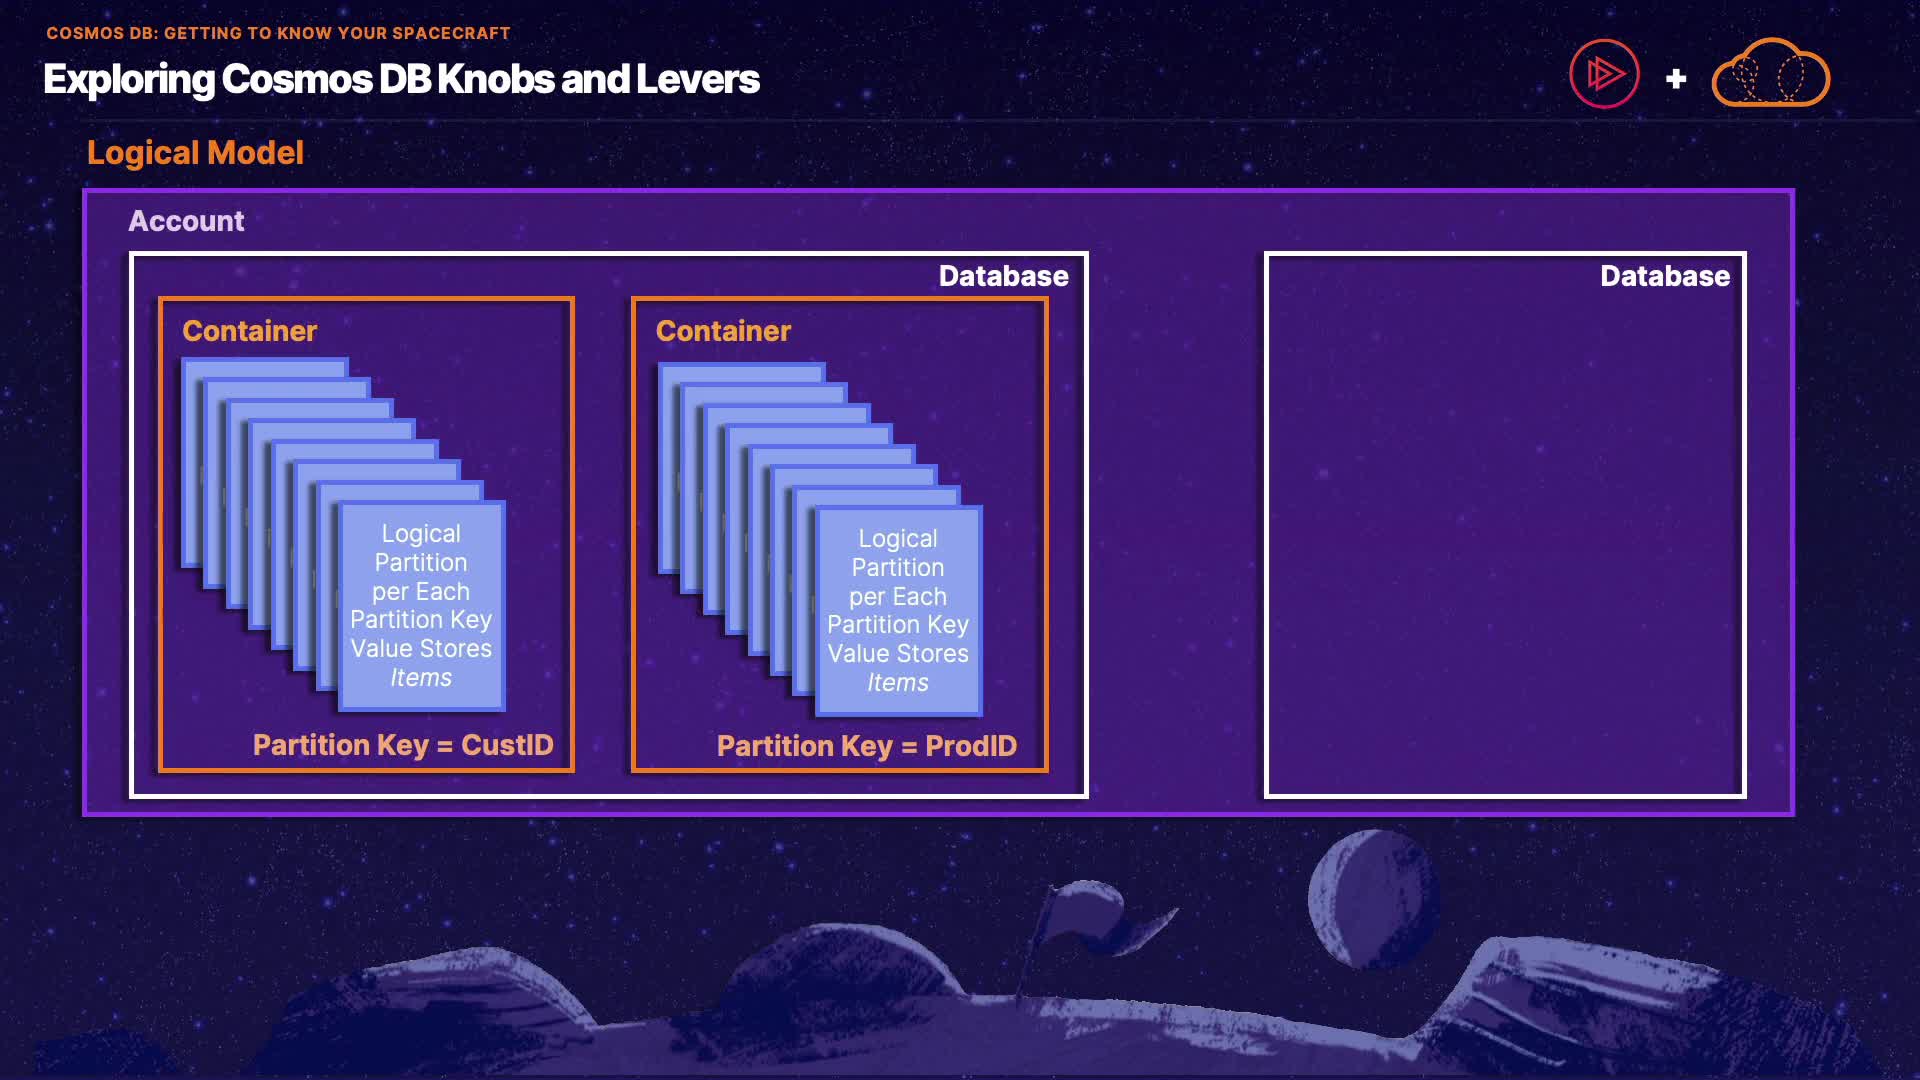 COSMOS DB: GETTING TO KNOW YOUR SPACECRAFT
Exploring Cosmos DB Knobs and Levers
+
Logical Model
Account
Database
Container
Logical
Partition
per Each
Partition Key
Value Stores
Items
Partition Key = CustID
Container
Logical
Partition
per Each
Partition Key
Value Stores
Items
Partition Key = ProdID
Database